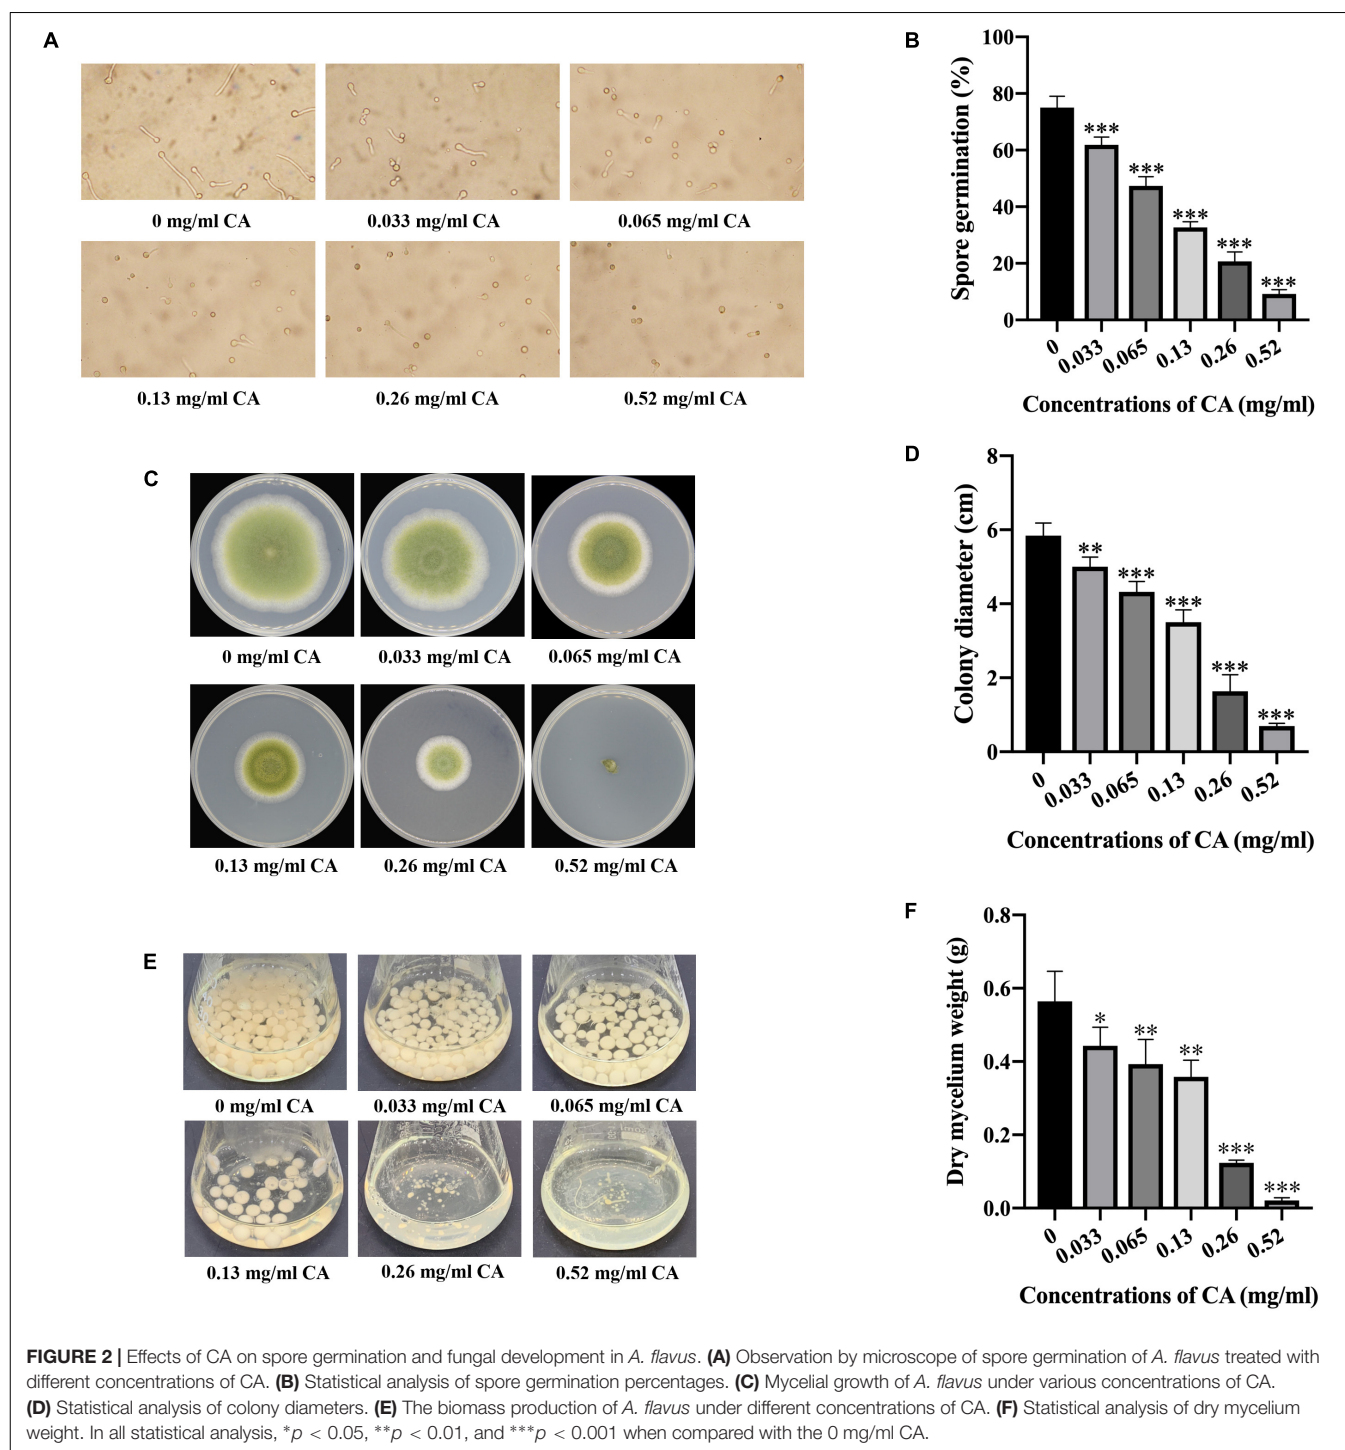 A
0 mg/ml CA
0.033 mg/ml CA
0.065 mg/ml CA
0.13 mg/ml CA
0.26 mg/ml CA
0.52 mg/ml CA
B
Spore germination (%)
100
80
60
40
20
0
***
***
***
***
***
0
0.033
0.065
0.13
0.26
0.52
Concentrations of CA (mg/ml)
C
0 mg/ml CA
0.033 mg/ml CA
0.065 mg/ml CA
0.13 mg/ml CA
0.26 mg/ml CA
0.52 mg/ml CA
D
Colony diameter (cm)
8
6
4
2
0
**
***
***
***
***
0
0.033
0.065
0.13
0.26
0.52
Concentrations of CA (mg/ml)
E
0 mg/ml CA
0.033 mg/ml CA
0.065 mg/ml CA
0.13 mg/ml CA
0.26 mg/ml CA
0.52 mg/ml CA
F
Dry mycelium weight (g)
0.8
0.6
0.4
0.2
0.0
*
**
**
***
***
0
0.033
0.065
0.13
0.26
0.52
Concentrations of CA (mg/ml)
FIGURE 2 | Effects of CA on spore germination and fungal development in A. flavus. (A) Observation by microscope of spore germination of A. flavus treated with
different concentrations of CA. (B) Statistical analysis of spore germination percentages. (C) Mycelial growth of A. flavus under various concentrations of CA.
(D) Statistical analysis of colony diameters. (E) The biomass production of A. flavus under different concentrations of CA. (F) Statistical analysis of dry mycelium
weight. In all statistical analysis, *p < 0.05, **p < 0.01, and ***p < 0.001 when compared with the 0 mg/ml CA.